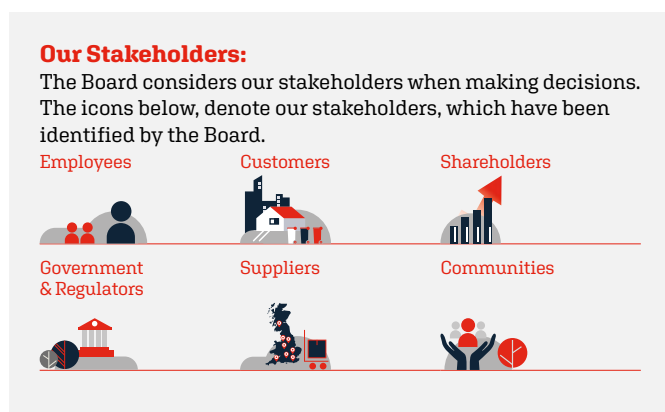 Our Stakeholders:
The Board considers our stakeholders when making decisions.
The icons below, denote our stakeholders, which have been
identified by the Board.
Employees
Customers
Shareholders
Government
& Regulators
Suppliers
Communities